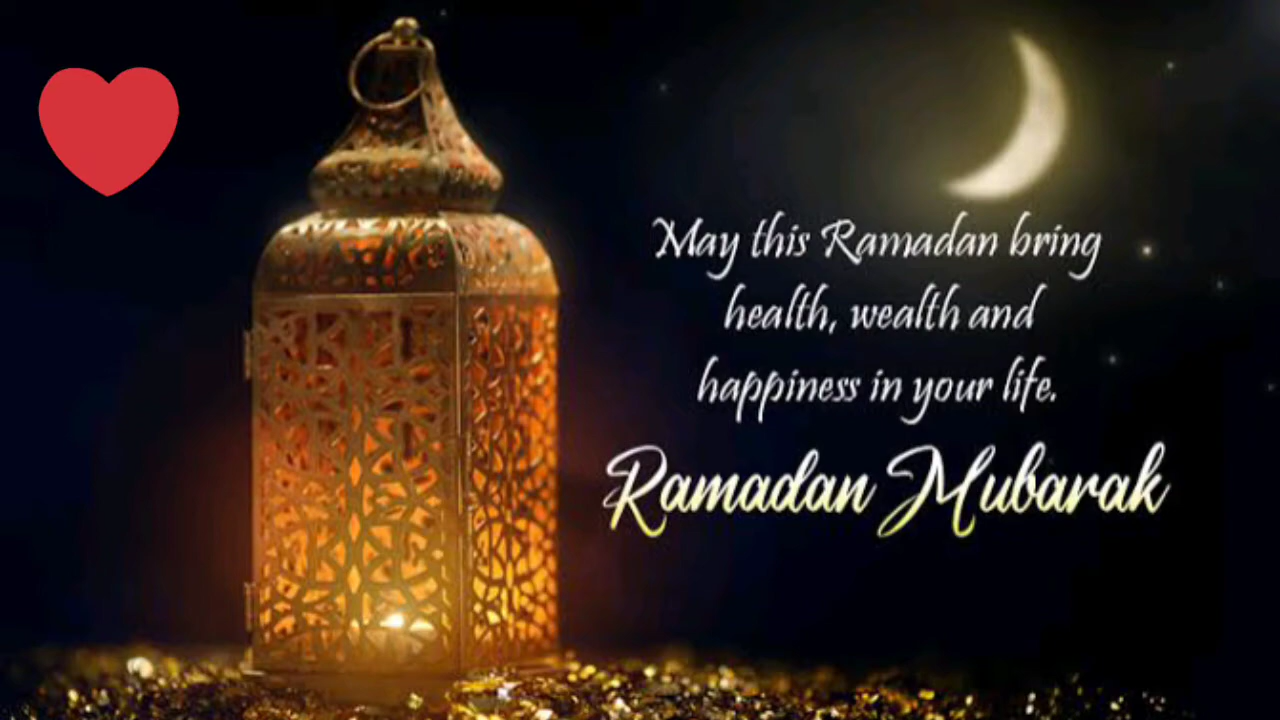 May this Ramadan bring
health, wealth and
happiness in your life.
Ramadan Mubarak